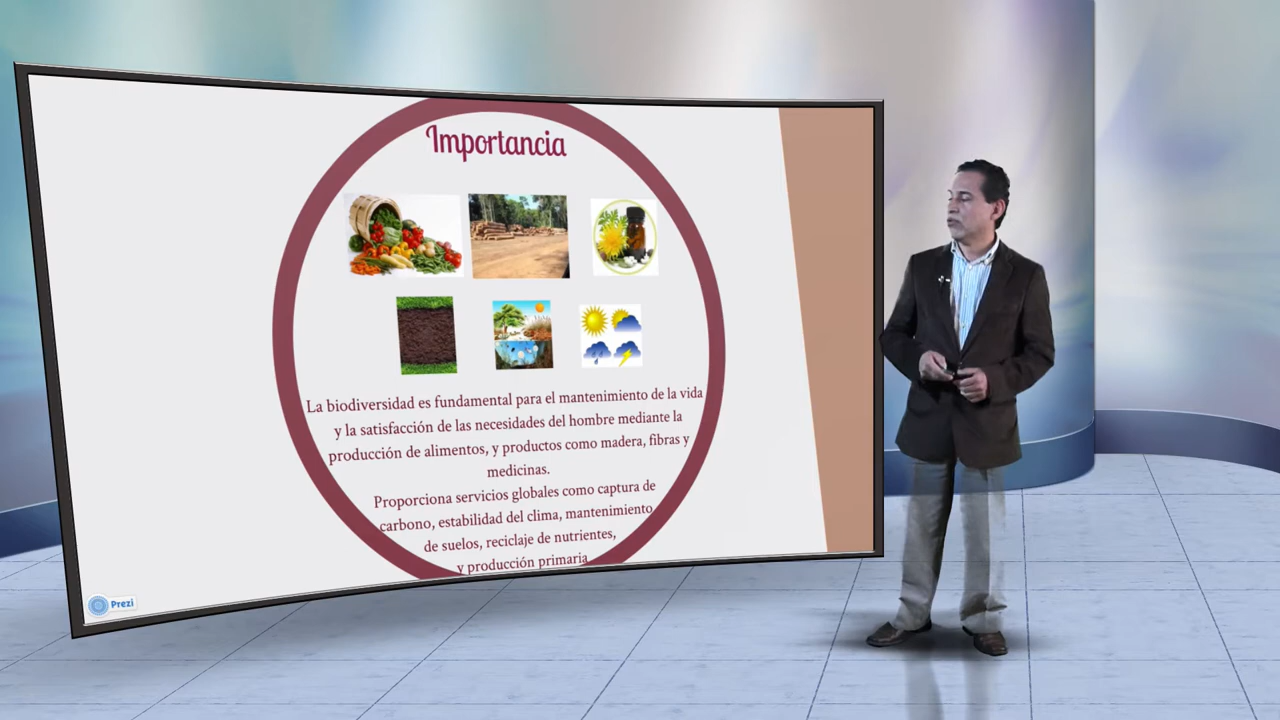 Importancia
La biodiversidad es fundamental para el mantenimiento de la vida
y la satisfacción de las necesidades del hombre mediante la
producción de alimentos, y productos como madera, fibras y
medicinas.
Proporciona servicios globales como captura de
carbono, estabilidad del clima, mantenimiento
de suelos, reciclaje de nutrientes,
y producción primaria
Prezi